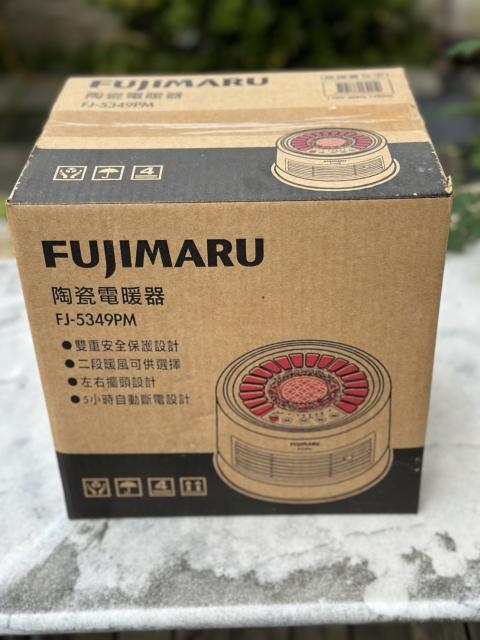 FUJIMARU
陶瓷電暖器
FJ-5349PM
4
FUJIMARU
陶瓷電暖器
FJ-5349PM
●雙重安全保護設計
●二段暖風可供選擇
●左右擺頭設計
●5小時自動斷電設計
FUJIMARU
4